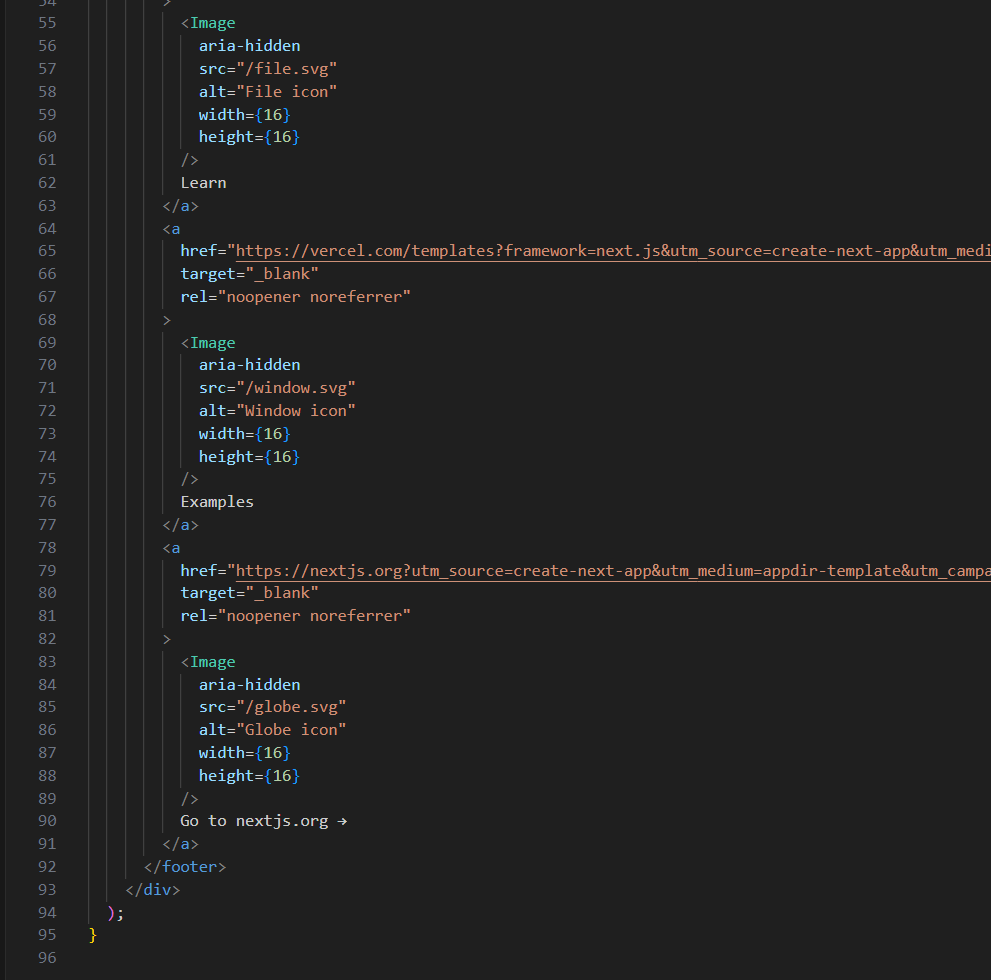 54 >
55 <Image
56 aria-hidden
57 src="/file.svg"
58 alt="File icon"
59 width={16}
60 height={16}
61 />
62 Learn
63 </a>
64 <a
65 href="https://vercel.com/templates?framework=next.js&utm_source=create-next-app&utm_medi
66 target="_blank"
67 rel="noopener noreferrer"
68 >
69 <Image
70 aria-hidden
71 src="/window.svg"
72 alt="Window icon"
73 width={16}
74 height={16}
75 />
76 Examples
77 </a>
78 <a
79 href="https://nextjs.org?utm_source=create-next-app&utm_medium=appdir-template&utm_campa
80 target="_blank"
81 rel="noopener noreferrer"
82 >
83 <Image
84 aria-hidden
85 src="/globe.svg"
86 alt="Globe icon"
87 width={16}
88 height={16}
89 />
90 Go to nextjs.org →
91 </a>
92 </footer>
93 </div>
94 );
95 }
96